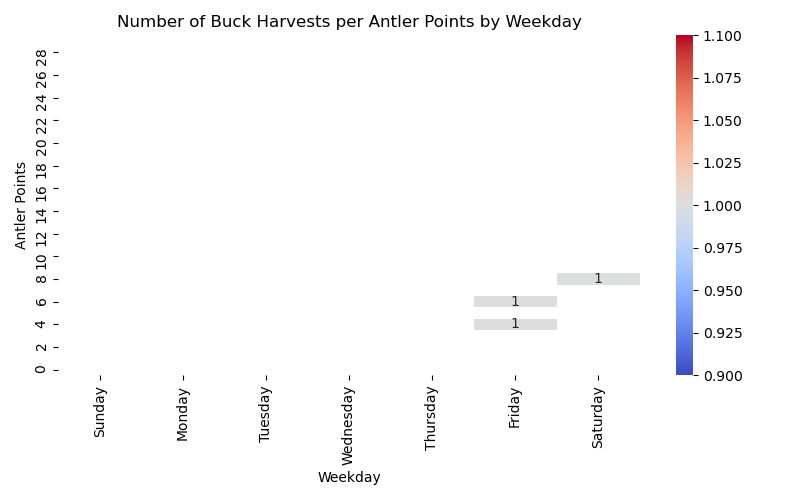 Number of Buck Harvests per Antler Points by Weekday
Antler Points
28
26
24
22
20
18
16
14
12
10
8
6
4
2
0
1
1
1
Sunday
Monday
Tuesday
Wednesday
Thursday
Friday
Saturday
Weekday
1.100
1.075
1.050
1.025
1.000
0.975
0.950
0.925
0.900